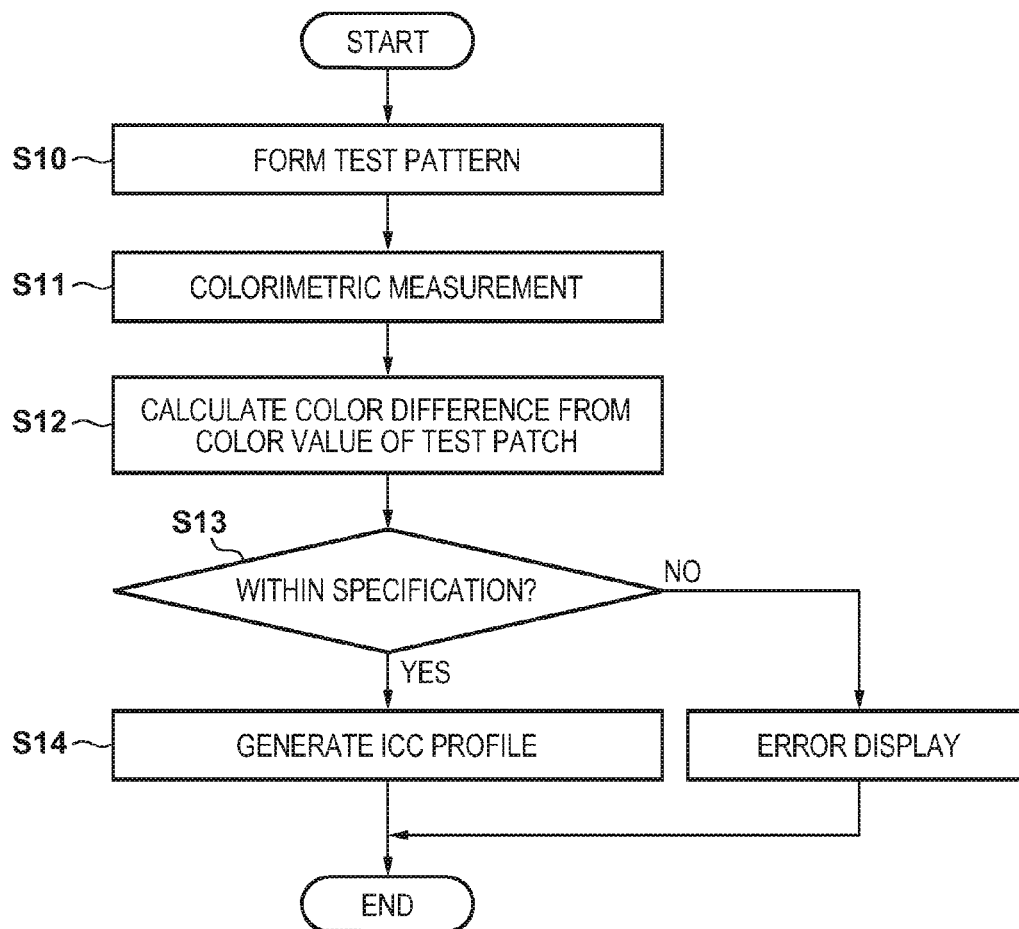 START
S10
FORM TEST PATTERN
S11
COLORIMETRIC MEASUREMENT
S12
CALCULATE COLOR DIFFERENCE FROM
COLOR VALUE OF TEST PATCH
S13
WITHIN SPECIFICATION?
NO
YES
S14
GENERATE ICC PROFILE
ERROR DISPLAY
END